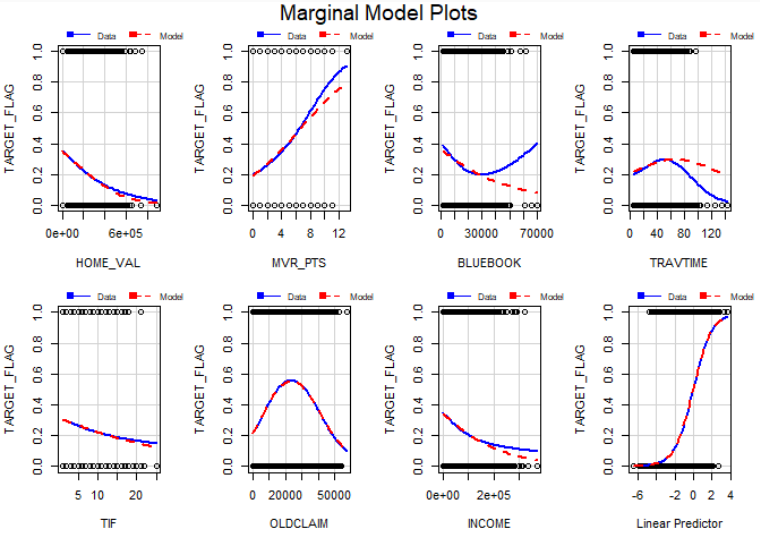 Marginal Model Plots
Data Model Data Model Data Model Data Model
TARGET_FLAG TARGET_FLAG TARGET_FLAG TARGET_FLAG
1.0 1.0 1.0 1.0
0.8 0.8 0.8 0.8
0.6 0.6 0.6 0.6
0.4 0.4 0.4 0.4
0.2 0.2 0.2 0.2
0.0 0.0 0.0 0.0
0e+00 6e+05 0 4 8 12 0 30000 70000 0 40 80 120
HOME_VAL MVR_PTS BLUEBOOK TRAVTIME
Data Model Data Model Data Model Data Model
TARGET_FLAG TARGET_FLAG TARGET_FLAG TARGET_FLAG
1.0 1.0 1.0 1.0
0.8 0.8 0.8 0.8
0.6 0.6 0.6 0.6
0.4 0.4 0.4 0.4
0.2 0.2 0.2 0.2
0.0 0.0 0.0 0.0
5 10 20 0 20000 50000 0e+00 2e+05 -6 -2 0 2 4
TIF OLDCLAIM INCOME Linear Predictor